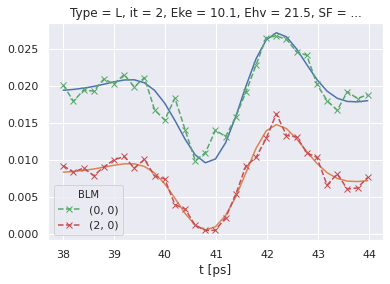 Type = L, it = 2, Eke = 10.1, Ehv = 21.5, SF = ...
0.025
0.020
0.015
0.010
0.005
0.000
BLM
(0, 0)
(2, 0)
38 39 40 41 42 43 44
t [ps]